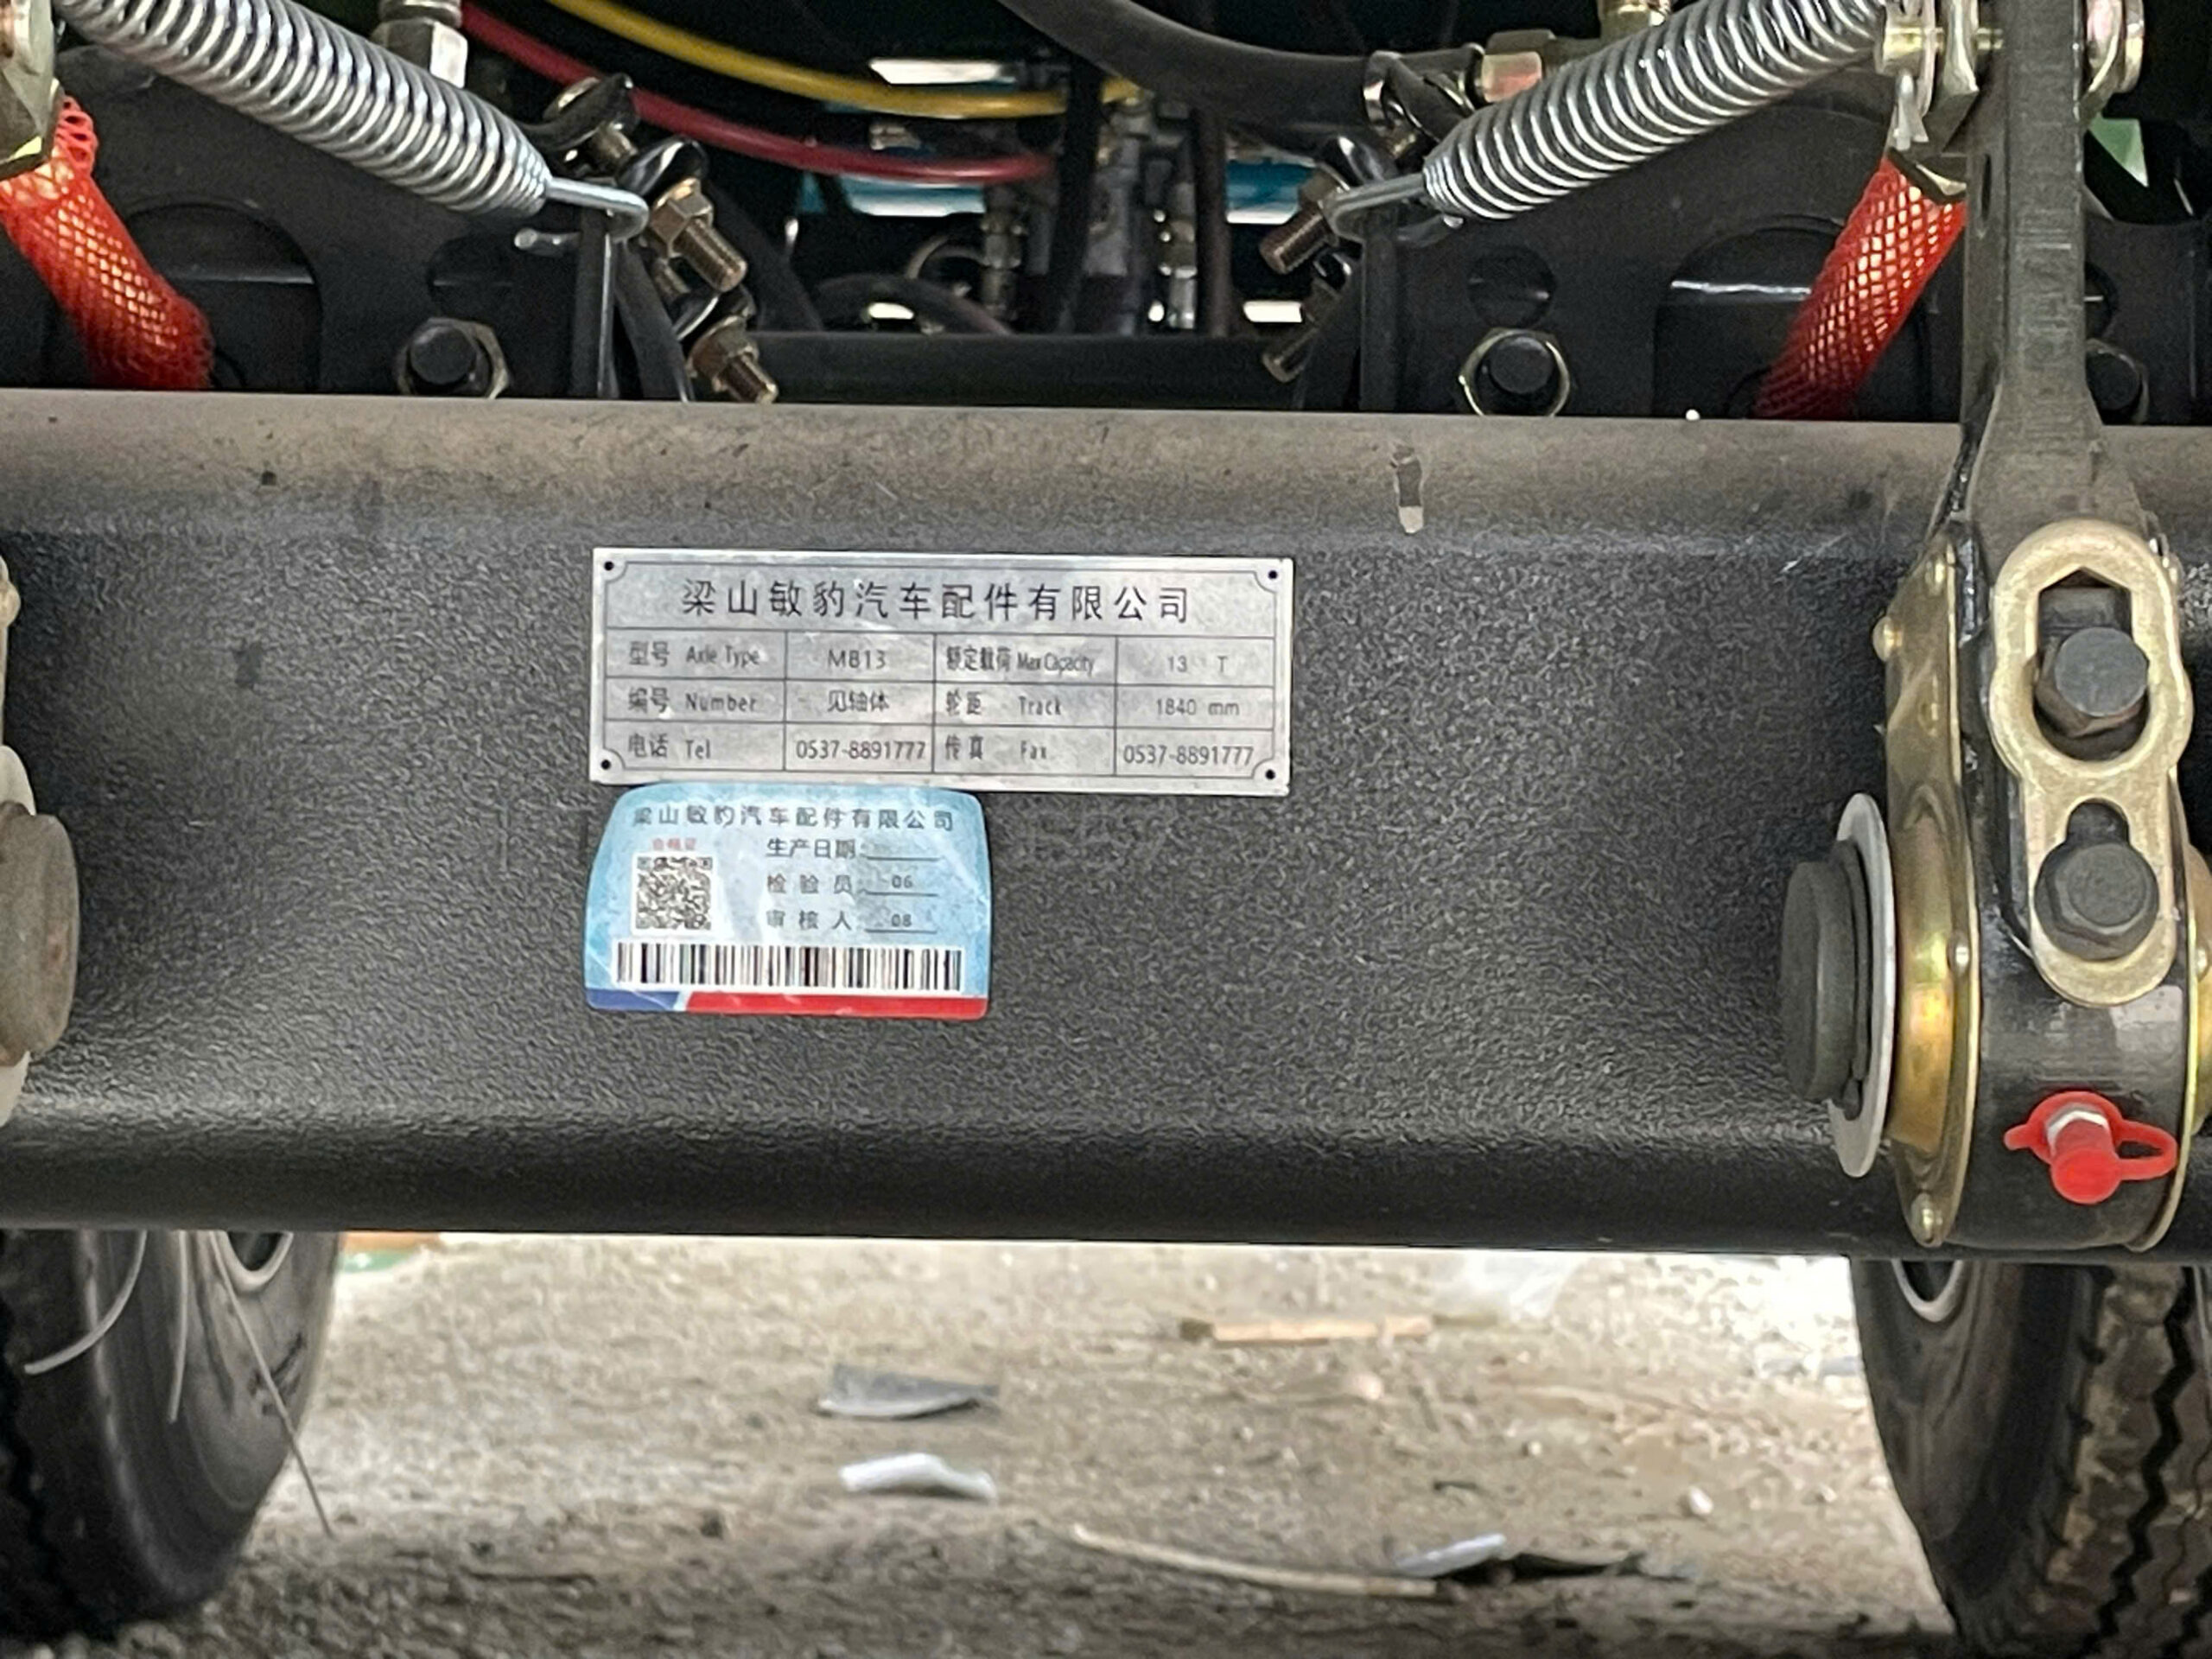 梁山敏豹汽车配件有限公司
型号 Axle Type MB13 额定载荷 Max Capacity 13 T
编号 Number 见轴体 轮距 Track 1840 mm
电话 Tel 0537-8891777 传真 Fax 0537-8891777
梁山敏豹汽车配件有限公司
合格证
生产日期:
检验员: 06
审核人: 08